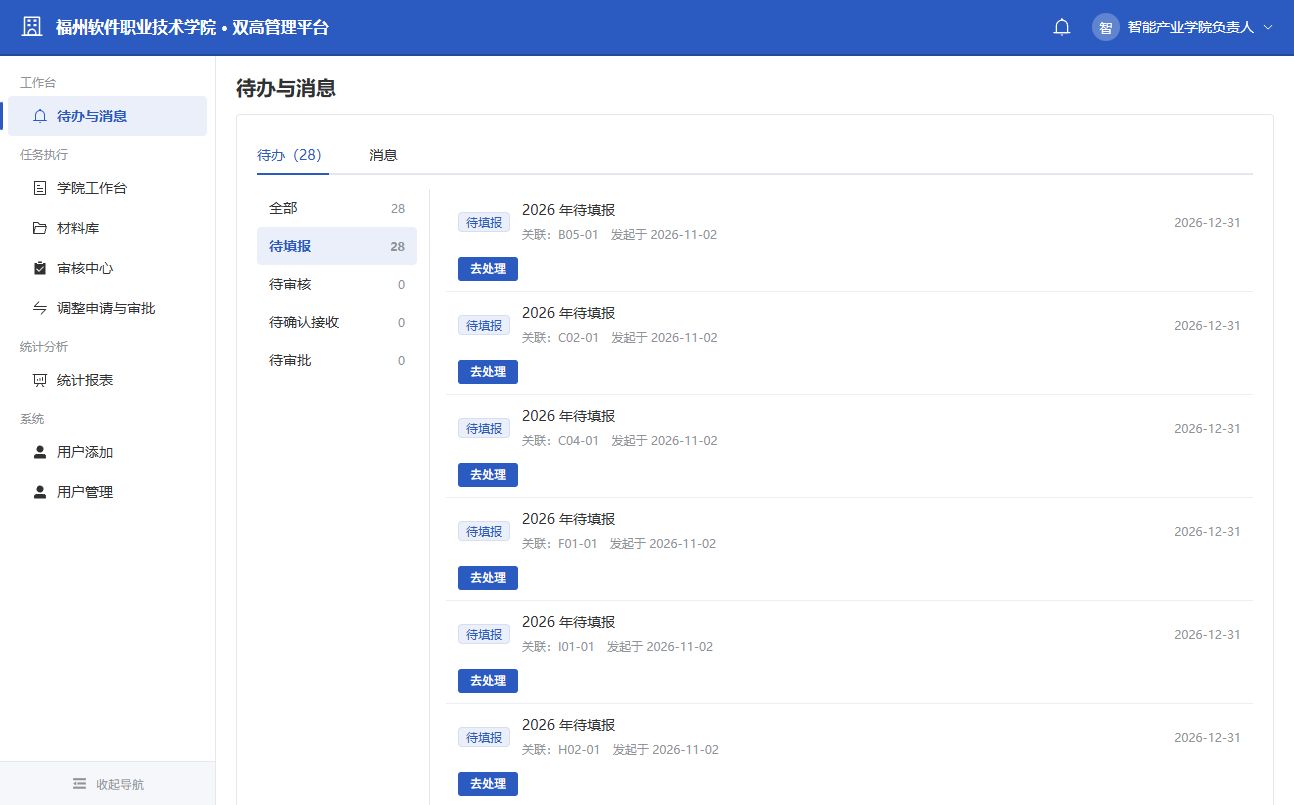 福州软件职业技术学院 • 双高管理平台
智 智能产业学院负责人
工作台
待办与消息
任务执行
学院工作台
材料库
审核中心
调整申请与审批
统计分析
统计报表
系统
用户添加
用户管理
收起导航
待办与消息
待办（28） 消息
全部 28
待填报 28
待审核 0
待确认接收 0
待审批 0
待填报 2026 年待填报 2026-12-31
关联：B05-01 发起于 2026-11-02
去处理
待填报 2026 年待填报 2026-12-31
关联：C02-01 发起于 2026-11-02
去处理
待填报 2026 年待填报 2026-12-31
关联：C04-01 发起于 2026-11-02
去处理
待填报 2026 年待填报 2026-12-31
关联：F01-01 发起于 2026-11-02
去处理
待填报 2026 年待填报 2026-12-31
关联：I01-01 发起于 2026-11-02
去处理
待填报 2026 年待填报 2026-12-31
关联：H02-01 发起于 2026-11-02
去处理